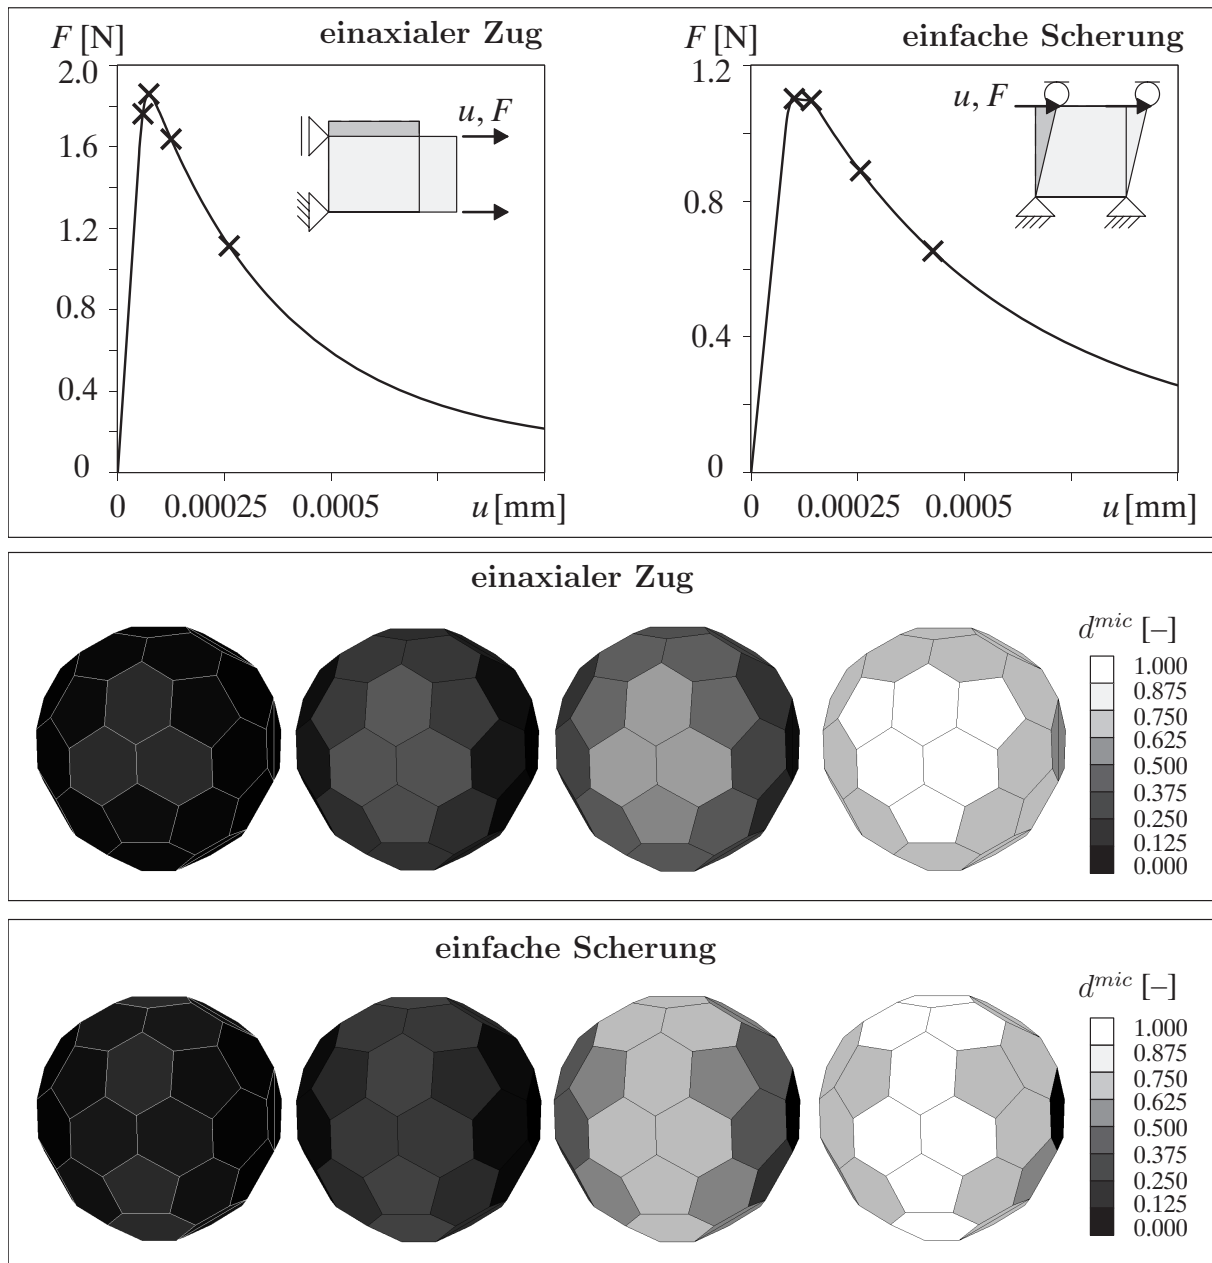 F [N] einaxialer Zug
2.0
1.6
1.2
0.8
0.4
0
0 0.00025 0.0005 u [mm]
u, F
F [N] einfache Scherung
1.2
0.8
0.4
0
0 0.00025 0.0005 u [mm]
u, F
einaxialer Zug
d^{mic} [–]
1.000
0.875
0.750
0.625
0.500
0.375
0.250
0.125
0.000
einfache Scherung
d^{mic} [–]
1.000
0.875
0.750
0.625
0.500
0.375
0.250
0.125
0.000